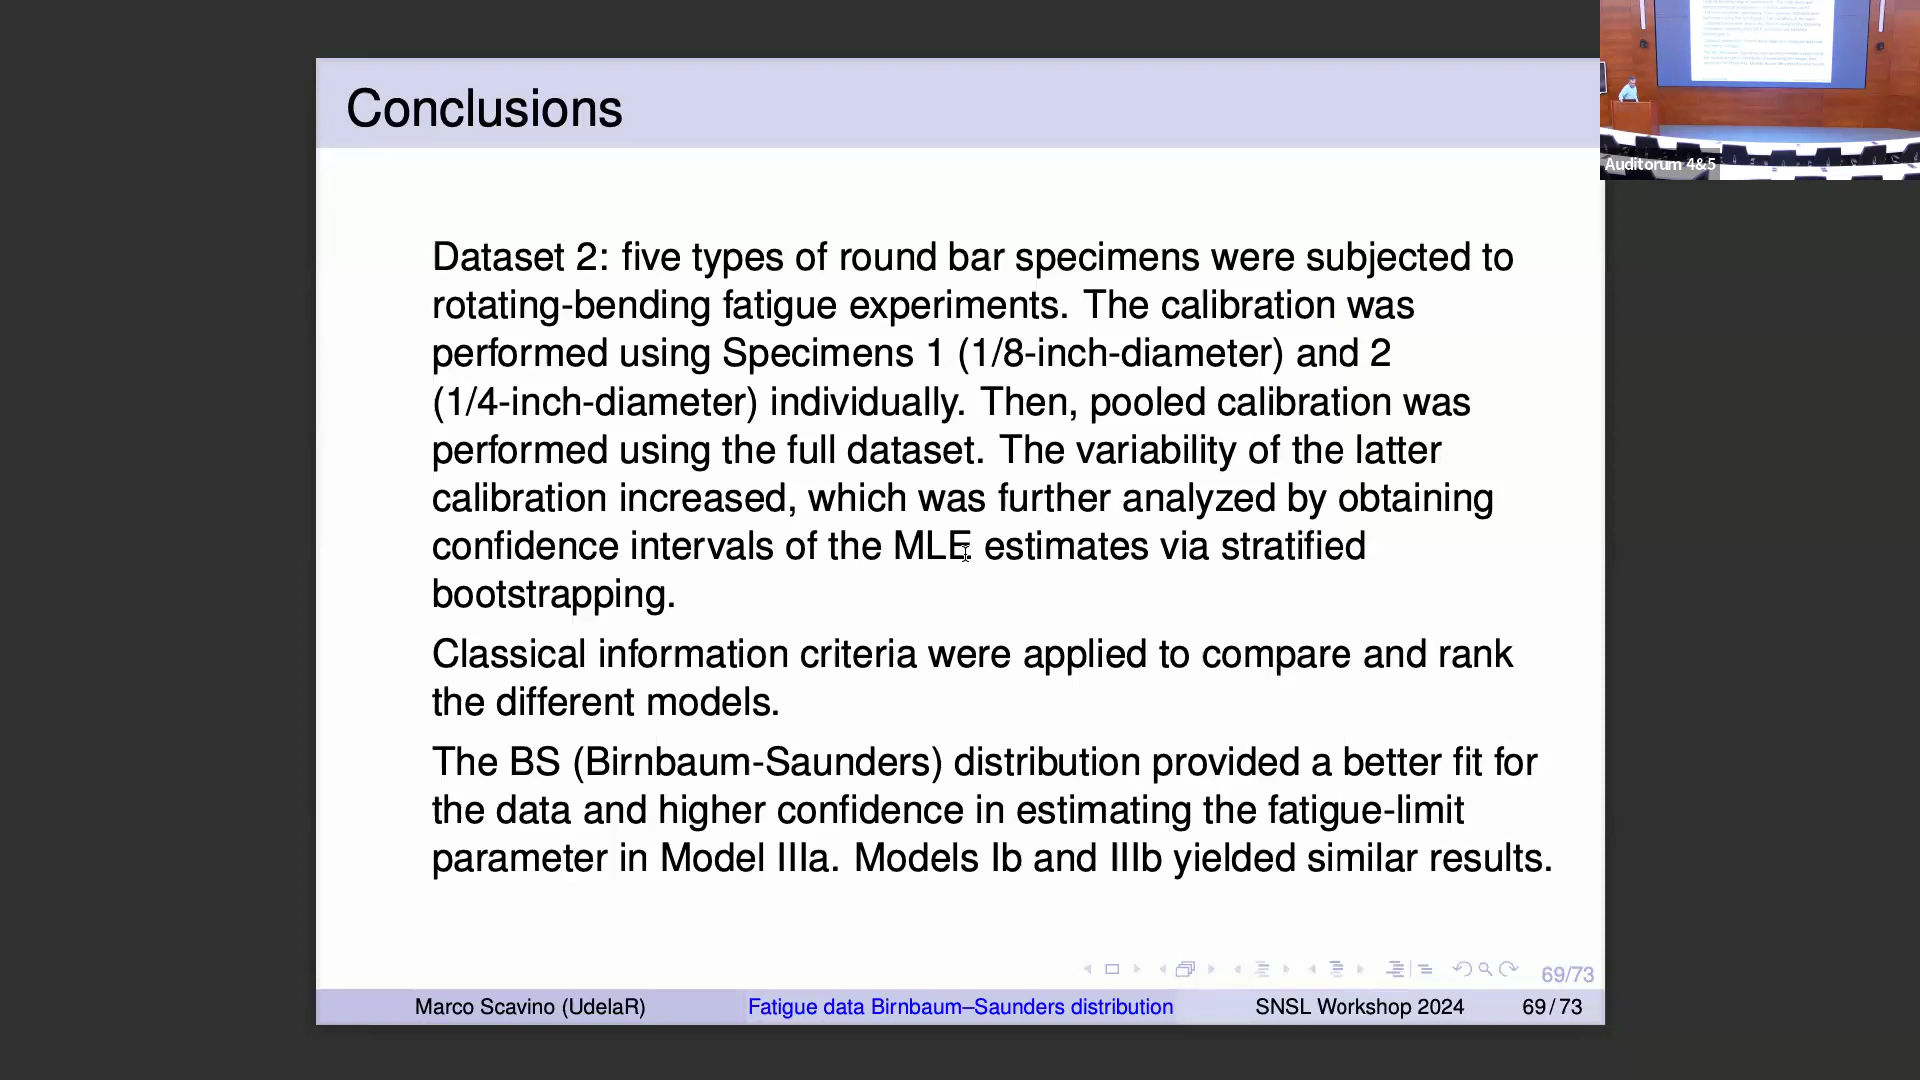 Conclusions
Auditorum 4&5
Dataset 2: five types of round bar specimens were subjected to
rotating-bending fatigue experiments. The calibration was
performed using Specimens 1 (1/8-inch-diameter) and 2
(1/4-inch-diameter) individually. Then, pooled calibration was
performed using the full dataset. The variability of the latter
calibration increased, which was further analyzed by obtaining
confidence intervals of the MLE estimates via stratified
bootstrapping.
Classical information criteria were applied to compare and rank
the different models.
The BS (Birnbaum-Saunders) distribution provided a better fit for
the data and higher confidence in estimating the fatigue-limit
parameter in Model IIIa. Models Ib and IIIb yielded similar results.
69/73
Marco Scavino (UdelaR) Fatigue data Birnbaum–Saunders distribution SNSL Workshop 2024 69 / 73